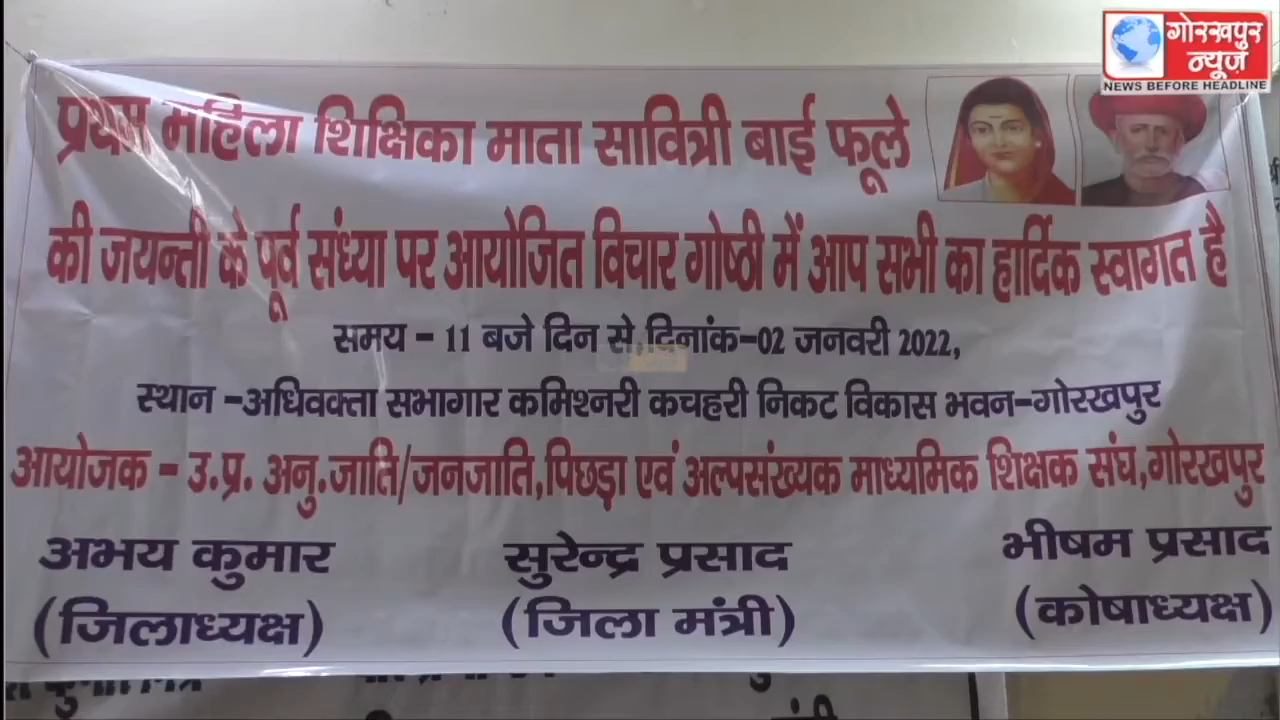 गोरखपुर
न्यूज़
NEWS BEFORE HEADLINE
प्रथम महिला शिक्षिका माता सावित्री बाई फूले
की जयन्ती के पूर्व संध्या पर आयोजित विचार गोष्ठी में आप सभी का हार्दिक स्वागत है
समय - 11 बजे दिन से, दिनांक-02 जनवरी 2022,
स्थान -अधिवक्ता सभागार कमिश्नरी कचहरी निकट विकास भवन-गोरखपुर
आयोजक - उ.प्र. अनु.जाति/जनजाति,पिछड़ा एवं अल्पसंख्यक माध्यमिक शिक्षक संघ,गोरखपुर
अभय कुमार सुरेन्द्र प्रसाद भीषम प्रसाद
(जिलाध्यक्ष) (जिला मंत्री) (कोषाध्यक्ष)